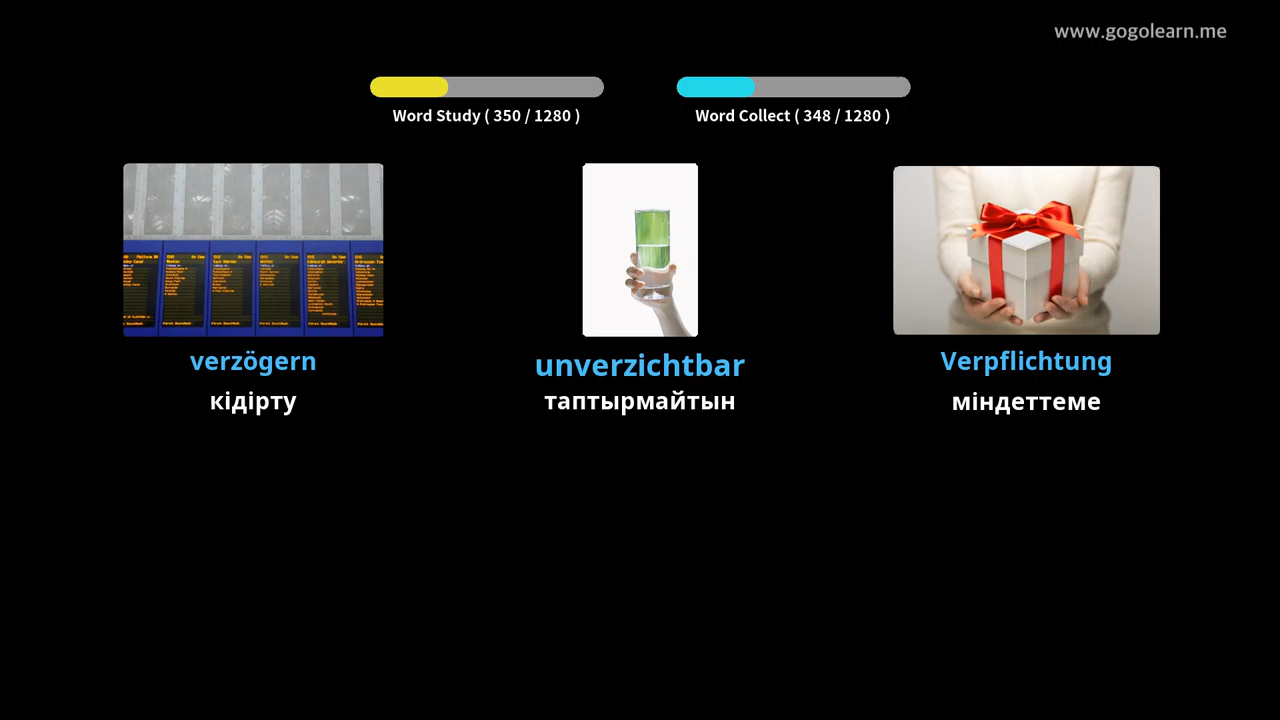 www.gogolearn.me
Word Study ( 350 / 1280 )
Word Collect ( 348 / 1280 )
verzögern
unverzichtbar
Verpflichtung
кідірту
таптырмайтын
міндеттеме